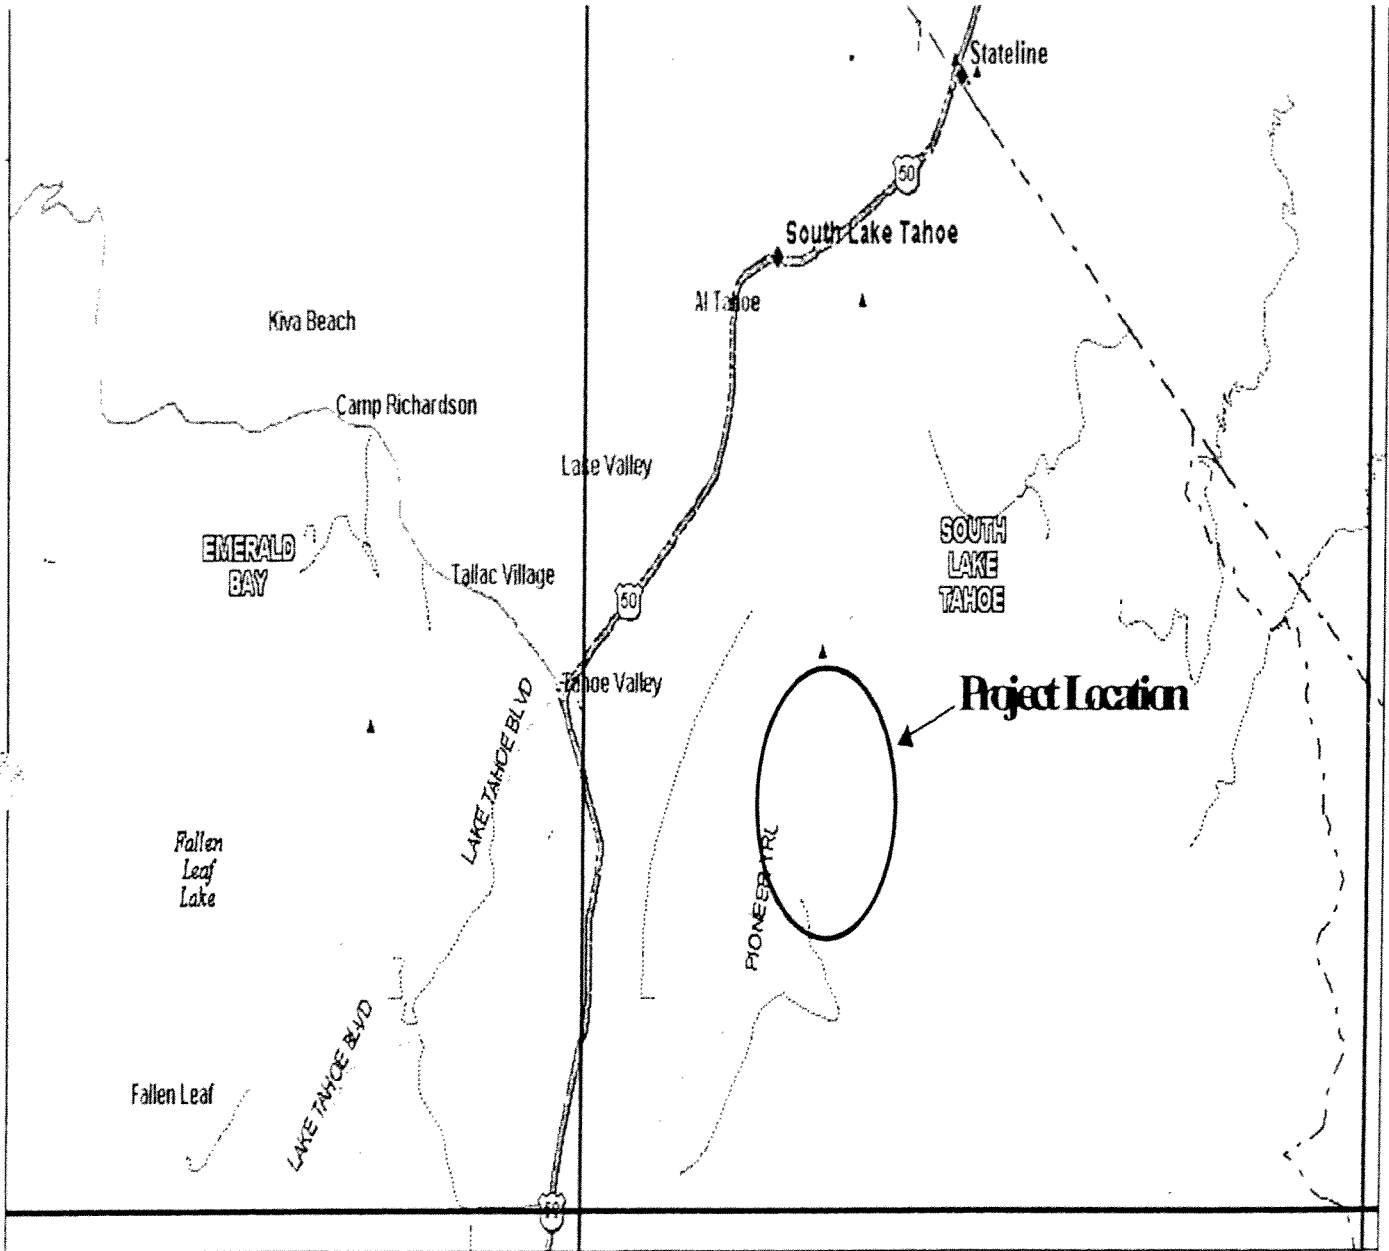 Stateline
50
South Lake Tahoe
Al Tahoe
Kiva Beach
Camp Richardson
Lake Valley
SOUTH
LAKE
TAHOE
EMERALD
BAY
Tallac Village
50
Tahoe Valley
Project Location
LAKE TAHOE BLVD
PIONEER TRL
Fallen
Leaf
Lake
LAKE TAHOE BLVD
Fallen Leaf
50